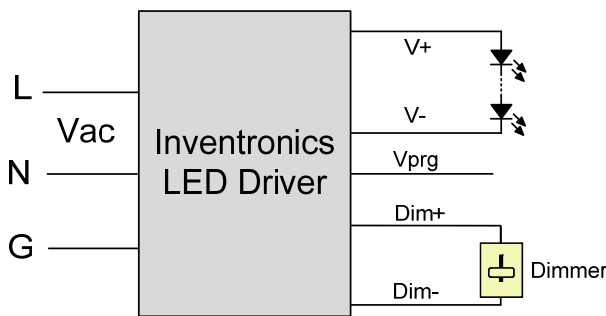 L
Vac
N
G
Inventronics
LED Driver
V+
V-
Vprg
Dim+
Dim-
Dimmer